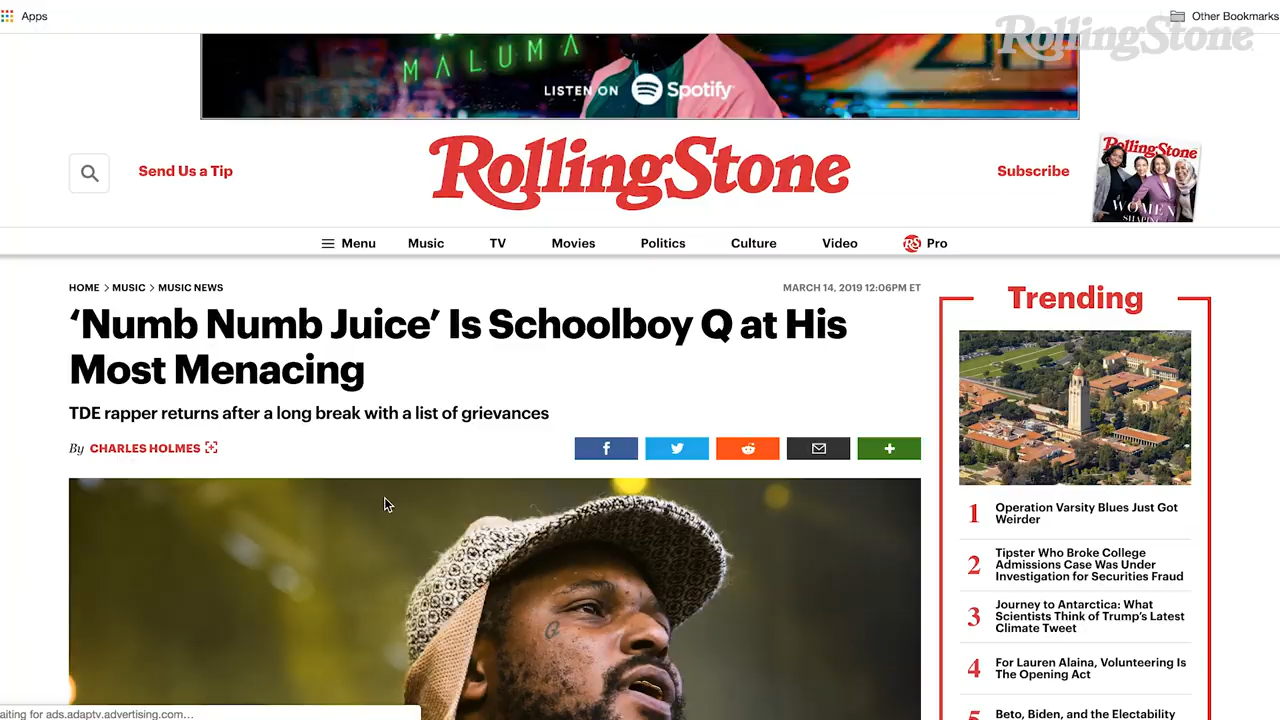 Apps
Other Bookmarks
RollingStone
MALUMA
LISTEN ON Spotify
Send Us a Tip
RollingStone
Subscribe
RollingStone
WOMEN
SHAPING
Menu
Music
TV
Movies
Politics
Culture
Video
RS Pro
HOME > MUSIC > MUSIC NEWS
MARCH 14, 2019 12:06PM ET
‘Numb Numb Juice’ Is Schoolboy Q at His
Most Menacing
TDE rapper returns after a long break with a list of grievances
By CHARLES HOLMES
Trending
1 Operation Varsity Blues Just Got
Weirder
2 Tipster Who Broke College
Admissions Case Was Under
Investigation for Securities Fraud
3 Journey to Antarctica: What
Scientists Think of Trump’s Latest
Climate Tweet
4 For Lauren Alaina, Volunteering Is
The Opening Act
5 Beto, Biden, and the Electability
aiting for ads.adaptv.advertising.com...